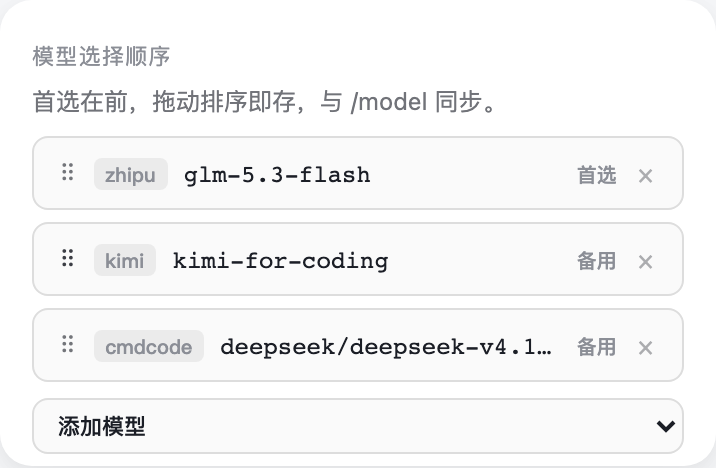 模型选择顺序
首选在前，拖动排序即存，与 /model 同步。
zhipu glm-5.3-flash 首选 ×
kimi kimi-for-coding 备用 ×
cmdcode deepseek/deepseek-v4.1… 备用 ×
添加模型